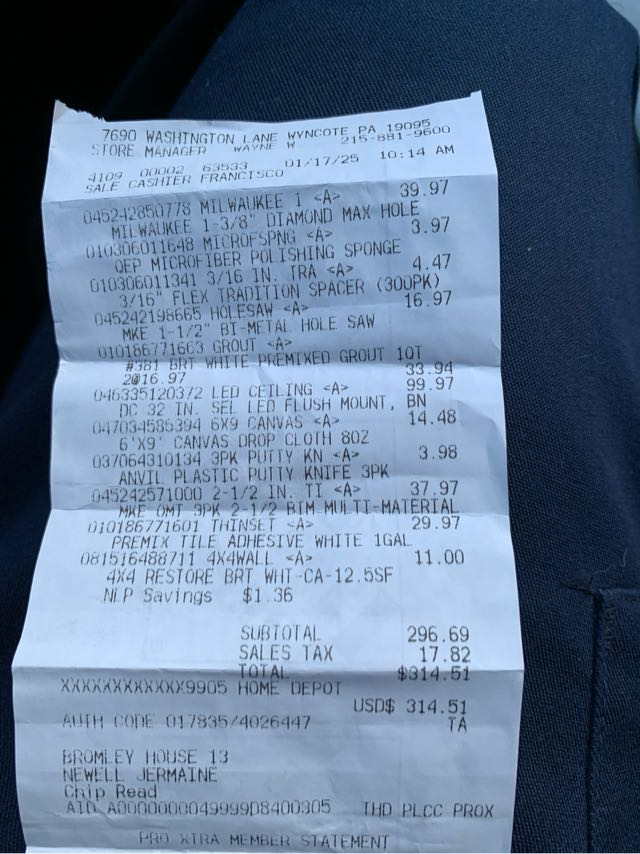 7690 WASHINGTON LANE WYNCOTE PA 19095
STORE MANAGER WAYNE W 215-881-9600
4109 00002 63533 01/17/25 10:14 AM
SALE CASHIER FRANCISCO
045242850778 MILWAUKEE 1 <A> 39.97
MILWAUKEE 1-3/8" DIAMOND MAX HOLE
010306011648 MICROFSPNG <A> 3.97
QEP MICROFIBER POLISHING SPONGE
010306011341 3/16 IN. TRA <A> 4.47
3/16" FLEX TRADITION SPACER (300PK)
045242198665 HOLESAW <A> 16.97
MKE 1-1/2" BI-METAL HOLE SAW
010186771663 GROUT <A>
#381 BRT WHITE PREMIXED GROUT 1QT
2@16.97 33.94
046335120372 LED CEILING <A> 99.97
DC 32 IN. SEL LED FLUSH MOUNT, BN
047034585394 6X9 CANVAS <A> 14.48
6'X9' CANVAS DROP CLOTH 8OZ
037064310134 3PK PUTTY KN <A> 3.98
ANVIL PLASTIC PUTTY KNIFE 3PK
045242571000 2-1/2 IN. TI <A> 37.97
MKE OMT 3PK 2-1/2 BIM MULTI-MATERIAL
010186771601 THINSET <A> 29.97
PREMIX TILE ADHESIVE WHITE 1GAL
081516488711 4X4WALL <A> 11.00
4X4 RESTORE BRT WHT-CA-12.5SF
NLP Savings $1.36
SUBTOTAL 296.69
SALES TAX 17.82
TOTAL $314.51
XXXXXXXXXXXX9905 HOME DEPOT
USD$ 314.51
AUTH CODE 017835/4026447 TA
BROMLEY HOUSE 13
NEWELL JERMAINE
Chip Read
AID A0000000049999D8400305 THD PLCC PROX
PRO XTRA MEMBER STATEMENT